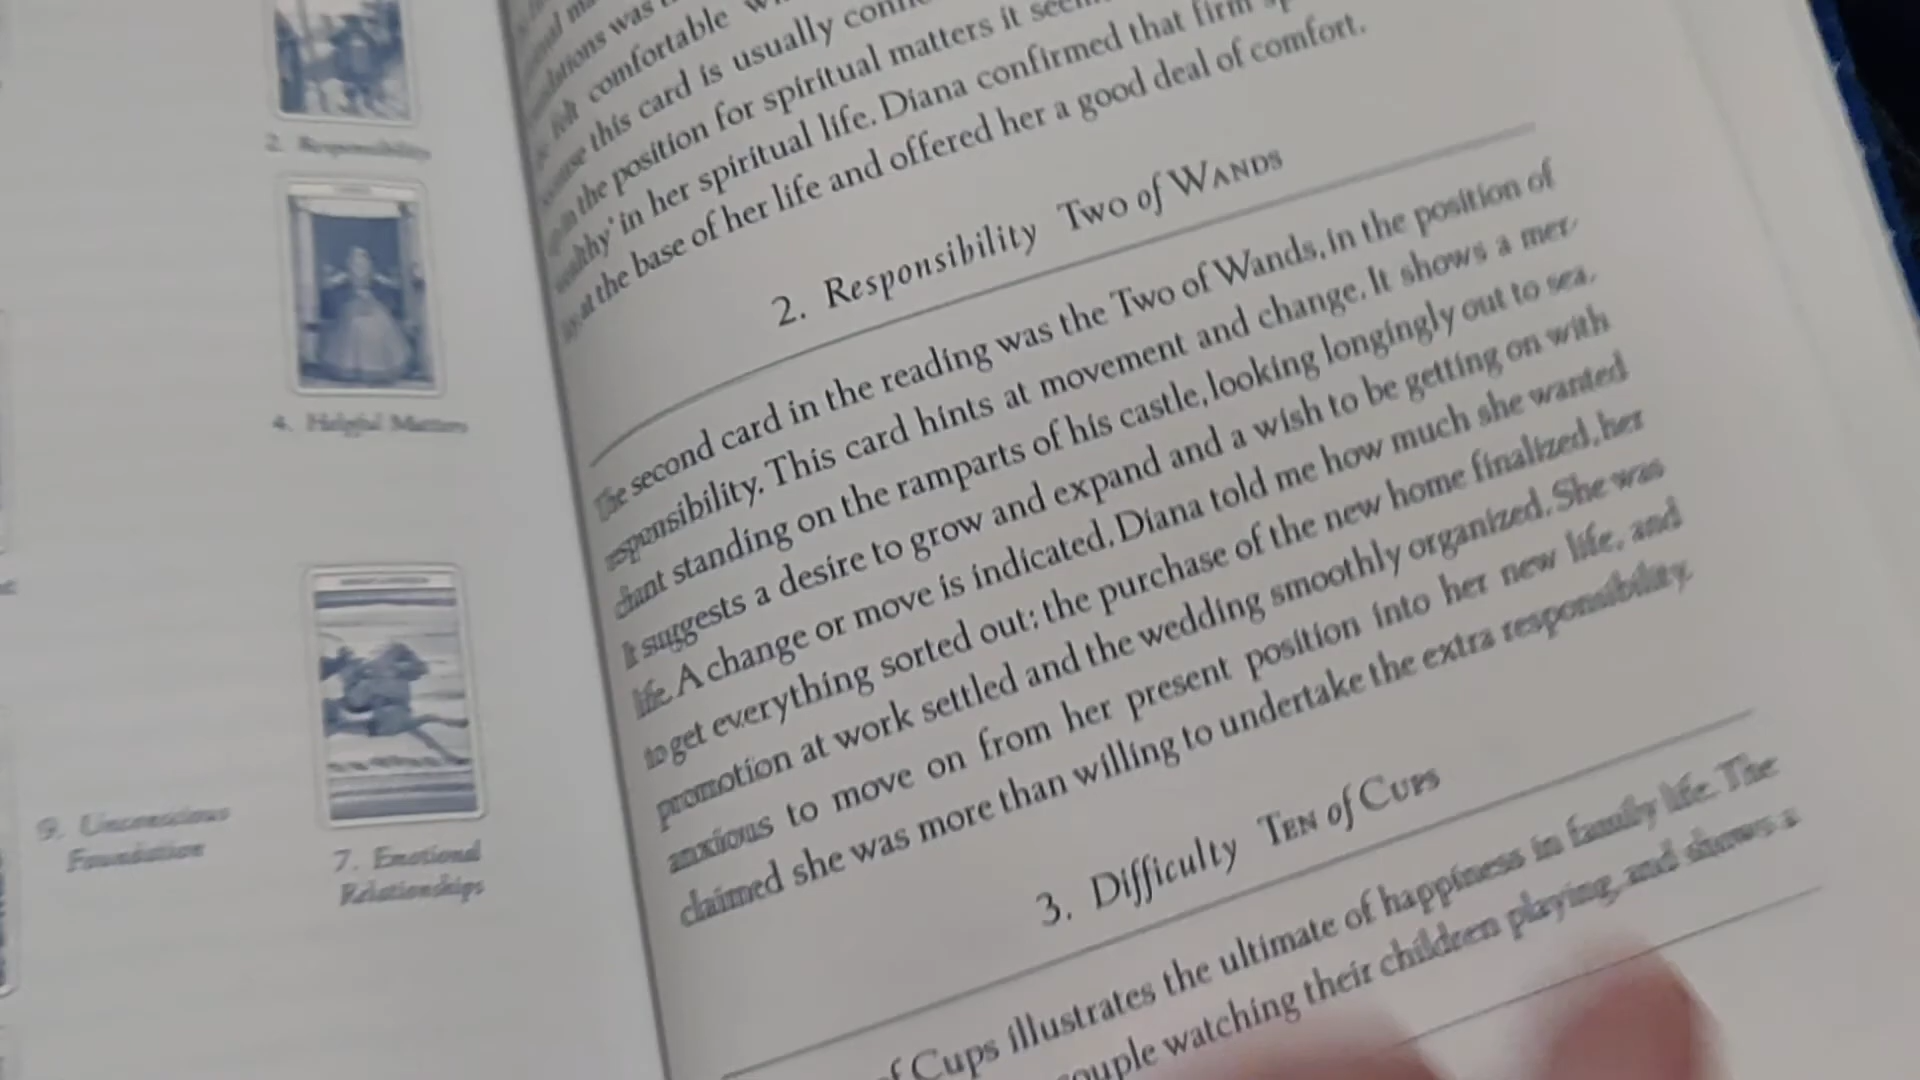 2. Responsibility
4. Helpful Matters
9. Unconscious
Foundation
7. Emotional
Relationships
felt comfortable
this card is usually
the position for spiritual matters it
in her spiritual life. Diana confirmed that firm
at the base of her life and offered her a good deal of comfort.
2. Responsibility Two of Wands
The second card in the reading was the Two of Wands, in the position of
responsibility. This card hints at movement and change. It shows a mer-
chant standing on the ramparts of his castle, looking longingly out to sea.
It suggests a desire to grow and expand and a wish to be getting on with
life. A change or move is indicated. Diana told me how much she wanted
to get everything sorted out: the purchase of the new home finalized, her
promotion at work settled and the wedding smoothly organized. She was
anxious to move on from her present position into her new life, and
claimed she was more than willing to undertake the extra responsibility.
3. Difficulty Ten of Cups
of Cups illustrates the ultimate of happiness in family life. The
couple watching their children playing, and shows a